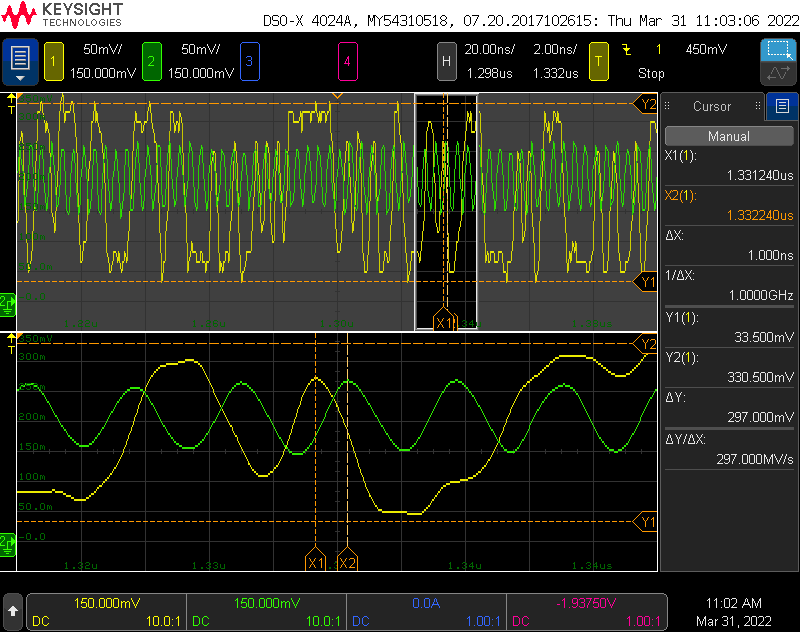 KEYSIGHT
TECHNOLOGIES
DSO-X 4024A, MY54310518, 07.20.2017102615: Thu Mar 31 11:03:06 2022
1 50mV/ 2 50mV/ 3 4 H 20.00ns/ 2.00ns/ T 1 450mV
150.000mV 150.000mV 1.298us 1.332us Stop
T
Y2
Y1
2
X1
Cursor
Manual
X1(1):
1.331240us
X2(1):
1.332240us
ΔX:
1.000ns
1/ΔX:
1.0000GHz
Y1(1):
33.500mV
Y2(1):
330.500mV
ΔY:
297.000mV
ΔY/ΔX:
297.000MV/s
T
350mV
300m
200m
150m
100m
50.0m
-0.0
Y2
Y1
2
X1 X2
1.32u 1.33u 1.34u 1.34us
150.000mV 150.000mV 0.0A -1.93750V
DC 10.0:1 DC 10.0:1 DC 1.00:1 DC 1.00:1
11:02 AM
Mar 31, 2022